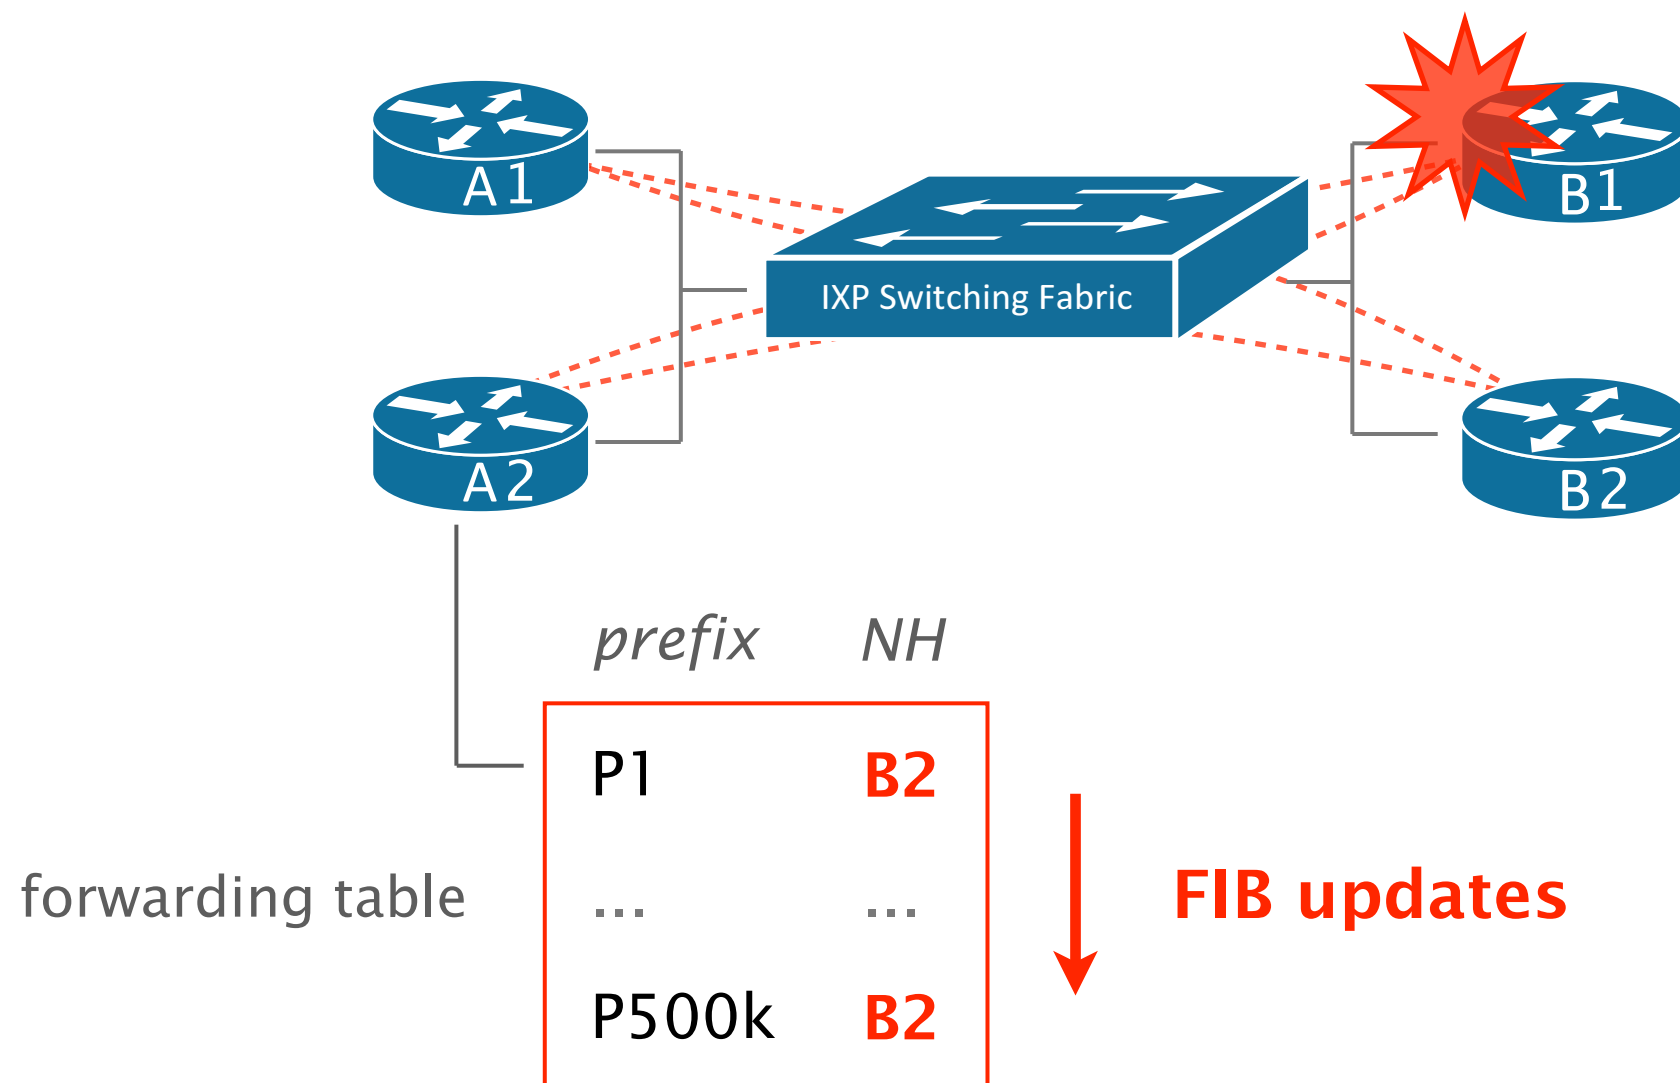 A1
B1
IXP Switching Fabric
A2
B2
prefix NH
P1 B2
forwarding table ... ... FIB updates
P500k B2